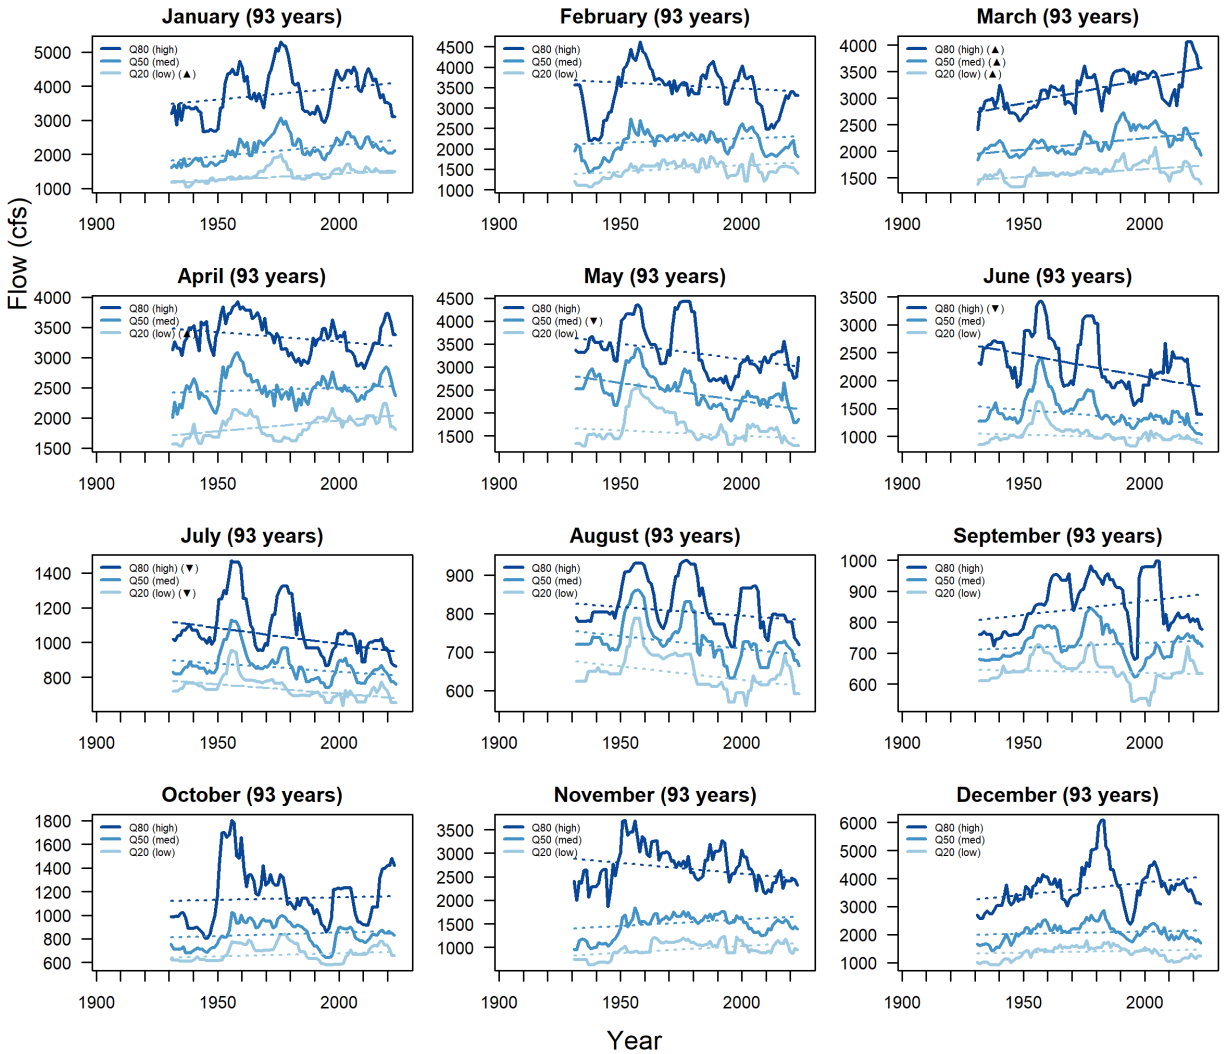 January (93 years)
Q80 (high)
Q50 (med)
Q20 (low) (▲)
5000
4000
3000
2000
1000
1900
1950
2000
February (93 years)
Q80 (high)
Q50 (med)
Q20 (low)
4500
4000
3500
3000
2500
2000
1500
1000
1900
1950
2000
March (93 years)
Q80 (high) (▲)
Q50 (med) (▲)
Q20 (low) (▲)
4000
3500
3000
2500
2000
1500
1900
1950
2000
Flow (cfs)
April (93 years)
Q80 (high)
Q50 (med)
Q20 (low) (▲)
4000
3500
3000
2500
2000
1500
1900
1950
2000
May (93 years)
Q80 (high)
Q50 (med) (▼)
Q20 (low)
4500
4000
3500
3000
2500
2000
1500
1900
1950
2000
June (93 years)
Q80 (high) (▼)
Q50 (med)
Q20 (low)
3500
3000
2500
2000
1500
1000
1900
1950
2000
July (93 years)
Q80 (high) (▼)
Q50 (med)
Q20 (low) (▼)
1400
1200
1000
800
1900
1950
2000
August (93 years)
Q80 (high)
Q50 (med)
Q20 (low)
900
800
700
600
1900
1950
2000
September (93 years)
Q80 (high)
Q50 (med)
Q20 (low)
1000
900
800
700
600
1900
1950
2000
October (93 years)
Q80 (high)
Q50 (med)
Q20 (low)
1800
1600
1400
1200
1000
800
600
1900
1950
2000
November (93 years)
Q80 (high)
Q50 (med)
Q20 (low)
3500
3000
2500
2000
1500
1000
1900
1950
2000
December (93 years)
Q80 (high)
Q50 (med)
Q20 (low)
6000
5000
4000
3000
2000
1000
1900
1950
2000
Year